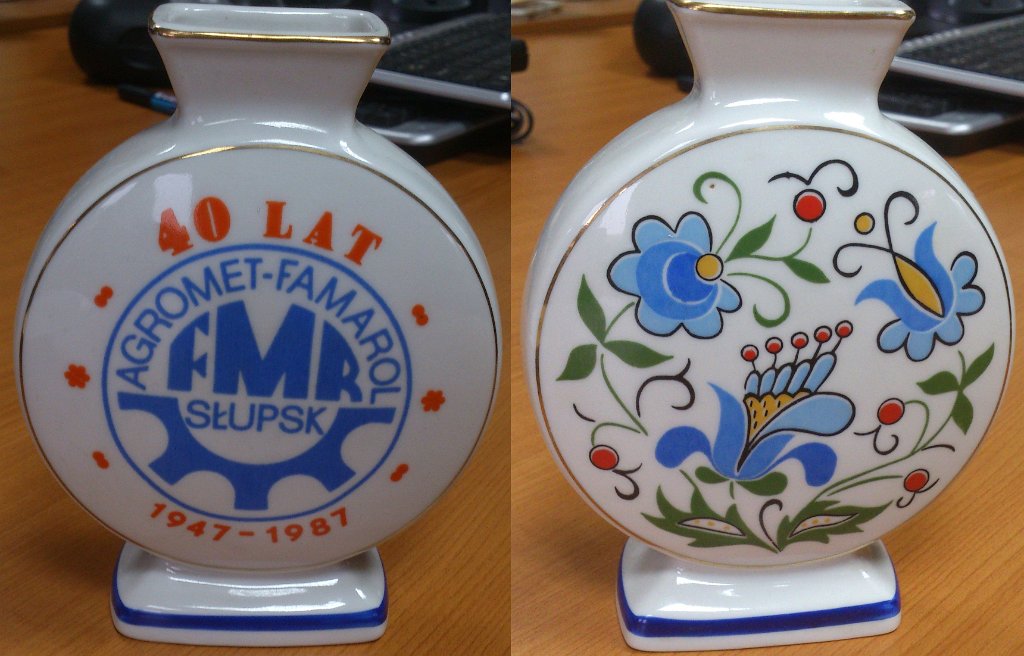 40 LAT
AGROMET-FAMAROL
FMR
SŁUPSK
1947-1987